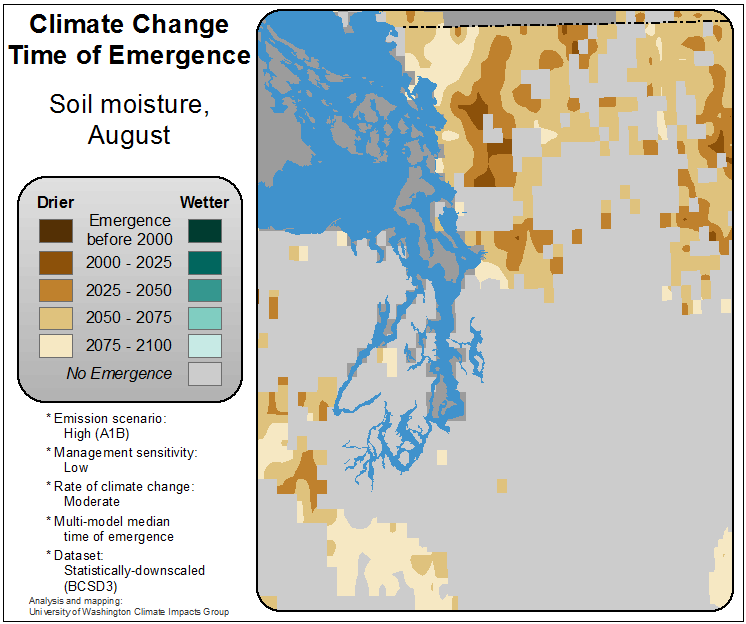 Climate Change
Time of Emergence
Soil moisture,
August
Drier
Wetter
Emergence
before 2000
2000 - 2025
2025 - 2050
2050 - 2075
2075 - 2100
No Emergence
* Emission scenario:
High (A1B)
* Management sensitivity:
Low
* Rate of climate change:
Moderate
* Multi-model median
time of emergence
* Dataset:
Statistically-downscaled
(BCSD3)
Analysis and mapping:
University of Washington Climate Impacts Group